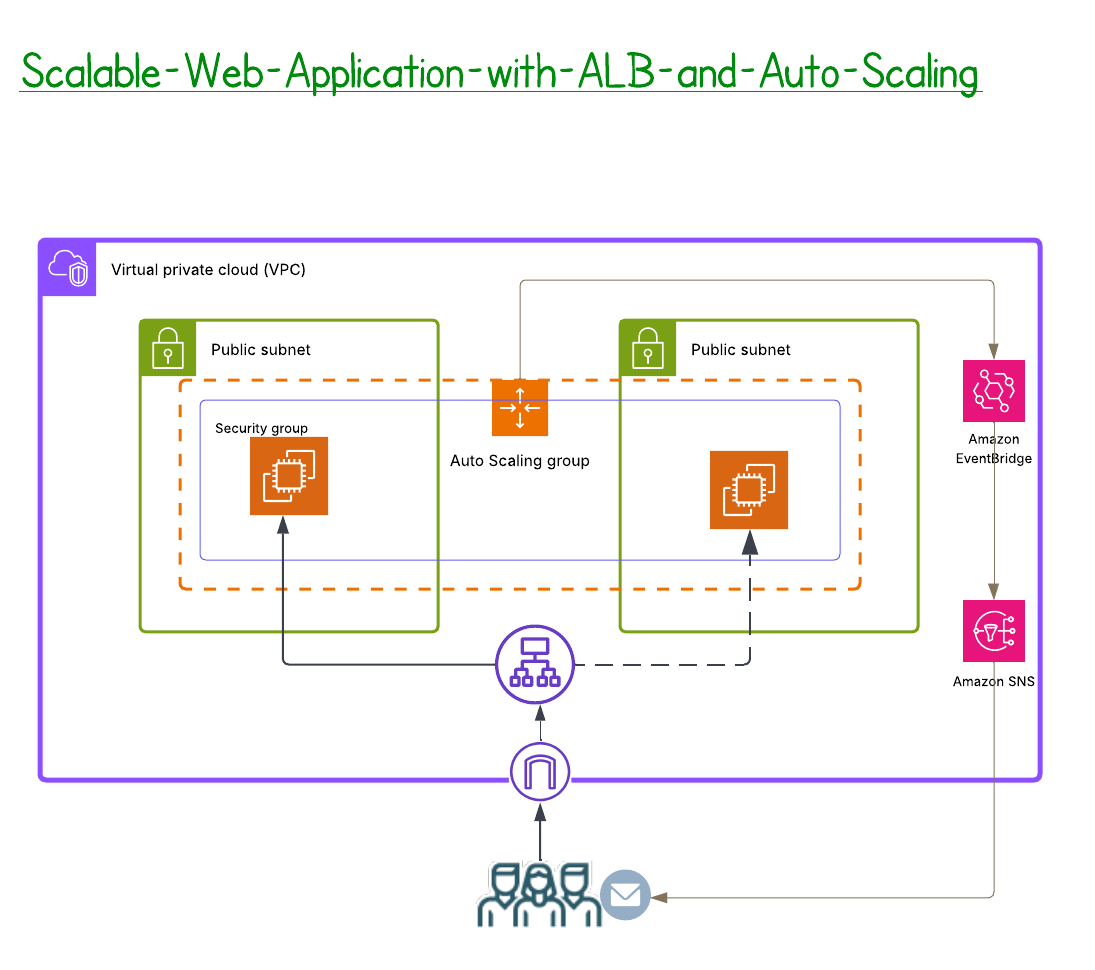 Scalable-Web-Application-with-ALB-and-Auto-Scaling
Virtual private cloud (VPC)
Public subnet
Public subnet
Security group
Auto Scaling group
Amazon
EventBridge
Amazon SNS